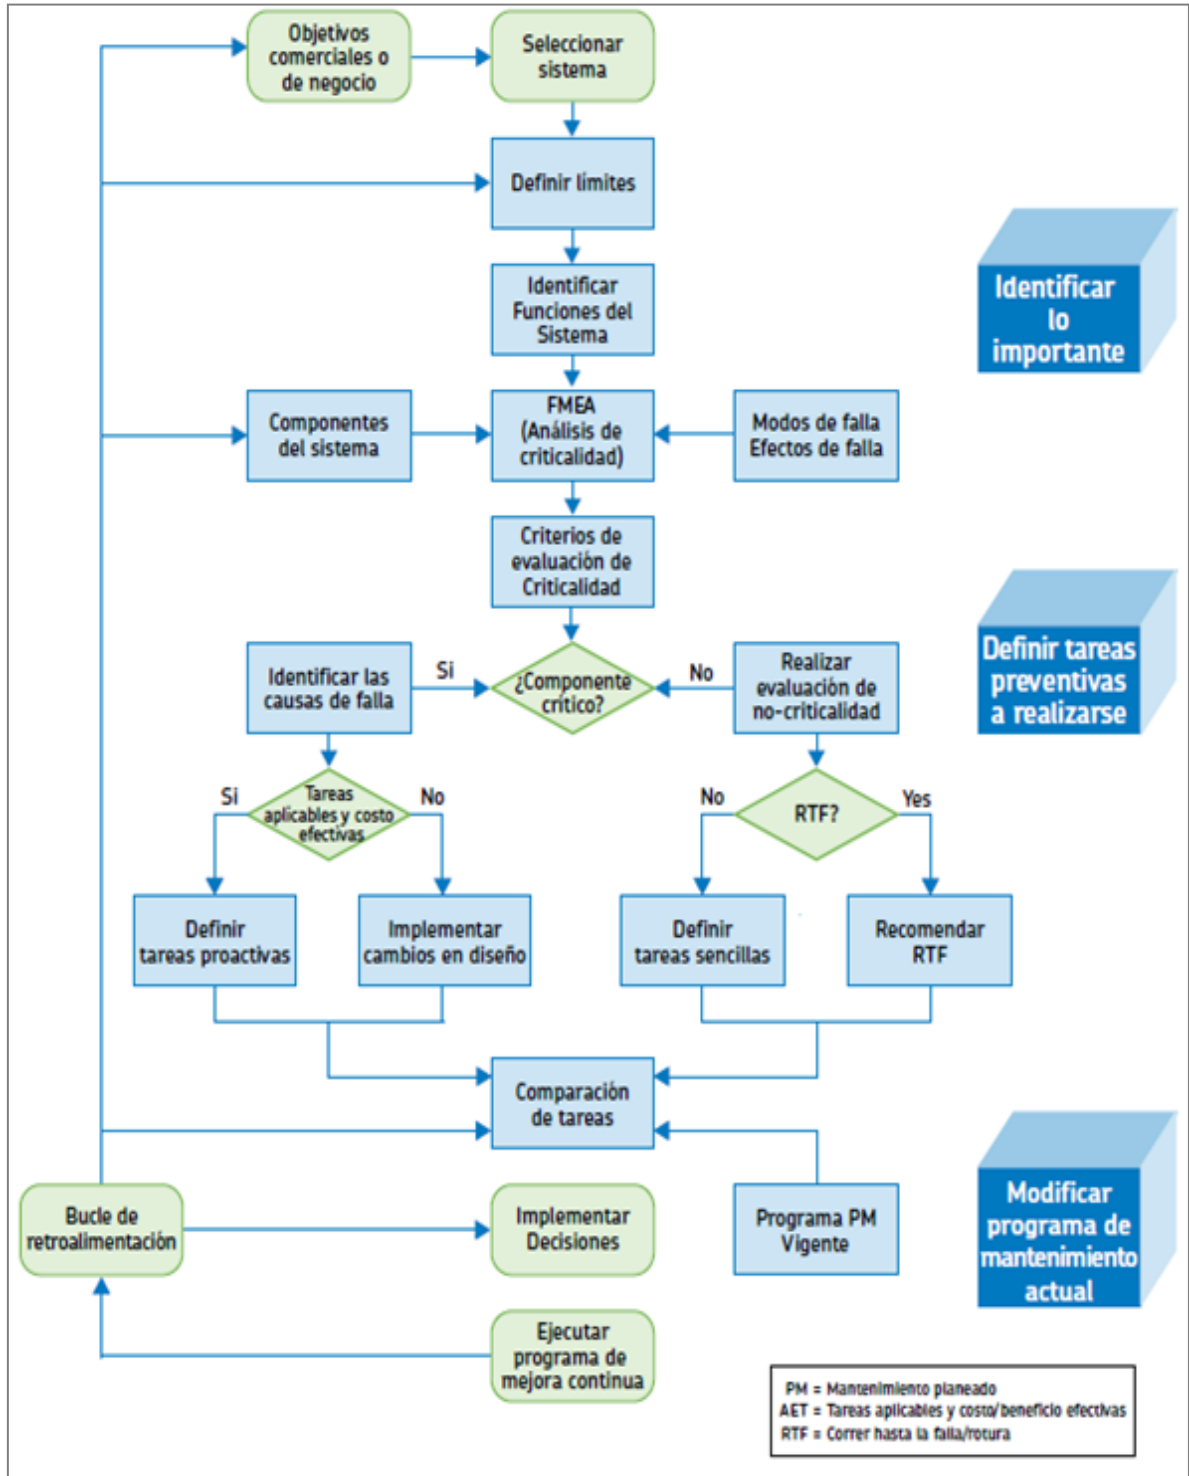 Objetivos
comerciales o
de negocio
Seleccionar
sistema
Definir límites
Identificar
Funciones del
Sistema
Identificar
lo
importante
Componentes
del sistema
FMEA
(Análisis de
criticalidad)
Modos de falla
Efectos de falla
Criterios de
evaluación de
Criticalidad
Identificar las
causas de falla
Si
¿Componente
crítico?
No
Realizar
evaluación de
no-criticalidad
Definir tareas
preventivas
a realizarse
Si
Tareas
aplicables y costo
efectivas
No
No
RTF?
Yes
Definir
tareas proactivas
Implementar
cambios en diseño
Definir
tareas sencillas
Recomendar
RTF
Comparación
de tareas
Bucle de
retroalimentación
Implementar
Decisiones
Programa PM
Vigente
Modificar
programa de
mantenimiento
actual
Ejecutar
programa de
mejora continua
PM = Mantenimiento planeado
AET = Tareas aplicables y costo/beneficio efectivas
RTF = Correr hasta la falla/rotura